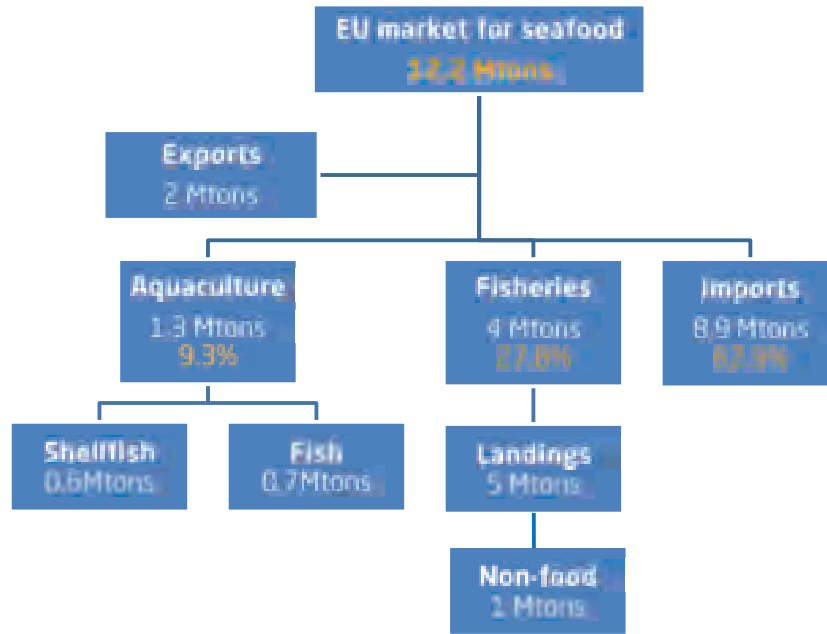 EU market for seafood
12.2 Mtons
Exports
2 Mtons
Aquaculture
1.3 Mtons
9.3%
Fisheries
4 Mtons
27.8%
Imports
8.9 Mtons
62.9%
Shellfish
0.6Mtons
Fish
0.7Mtons
Landings
5 Mtons
Non-food
1 Mtons